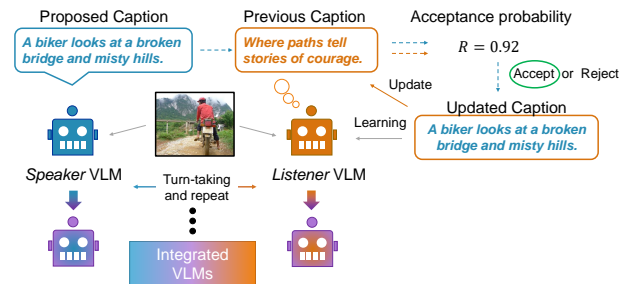 Proposed Caption
A biker looks at a broken
bridge and misty hills.
Previous Caption
Where paths tell
stories of courage.
Acceptance probability
R = 0.92
Accept or Reject
Update
Updated Caption
A biker looks at a broken
bridge and misty hills.
Learning
Speaker VLM
Listener VLM
Turn-taking
and repeat
Integrated
VLMs